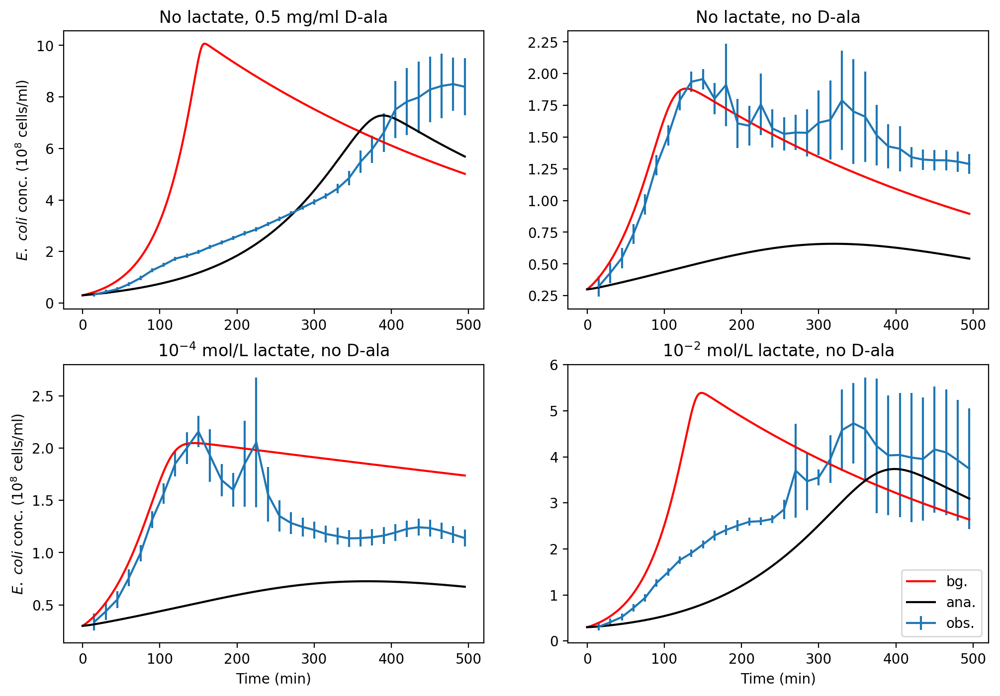 No lactate, 0.5 mg/ml D-ala
No lactate, no D-ala
E. coli conc. (10⁸ cells/ml)
10
8
6
4
2
0
0 100 200 300 400 500
2.25
2.00
1.75
1.50
1.25
1.00
0.75
0.50
0.25
0 100 200 300 400 500
10⁻⁴ mol/L lactate, no D-ala
10⁻² mol/L lactate, no D-ala
E. coli conc. (10⁸ cells/ml)
2.5
2.0
1.5
1.0
0.5
0 100 200 300 400 500
Time (min)
6
5
4
3
2
1
0
bg.
ana.
obs.
0 100 200 300 400 500
Time (min)